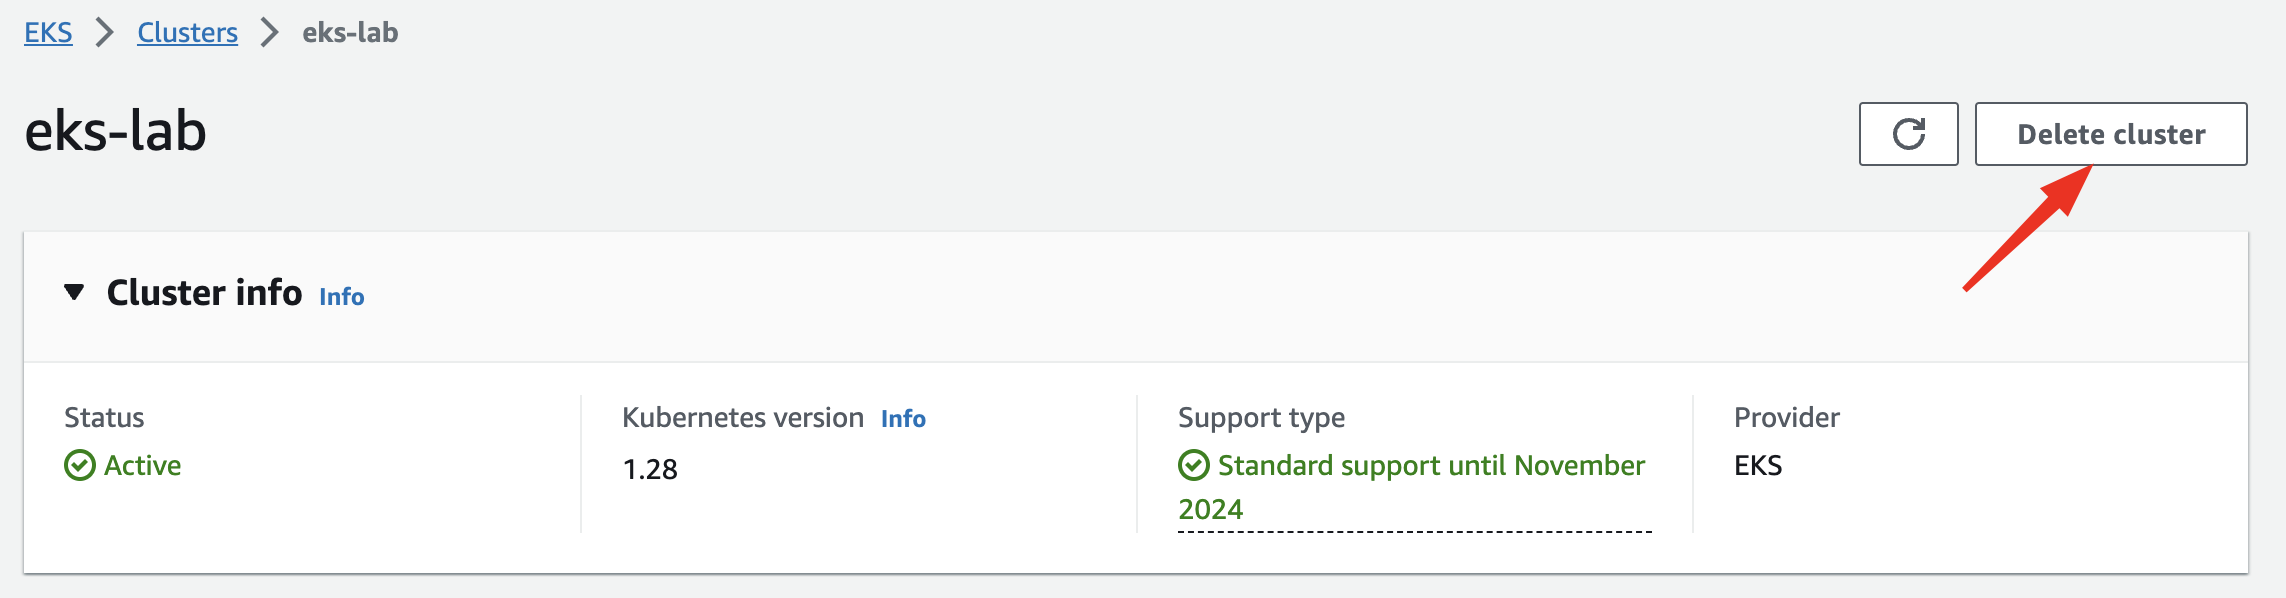 EKS > Clusters > eks-lab
eks-lab
Delete cluster
Cluster info Info
Status
Active
Kubernetes version Info
1.28
Support type
Standard support until November
2024
Provider
EKS